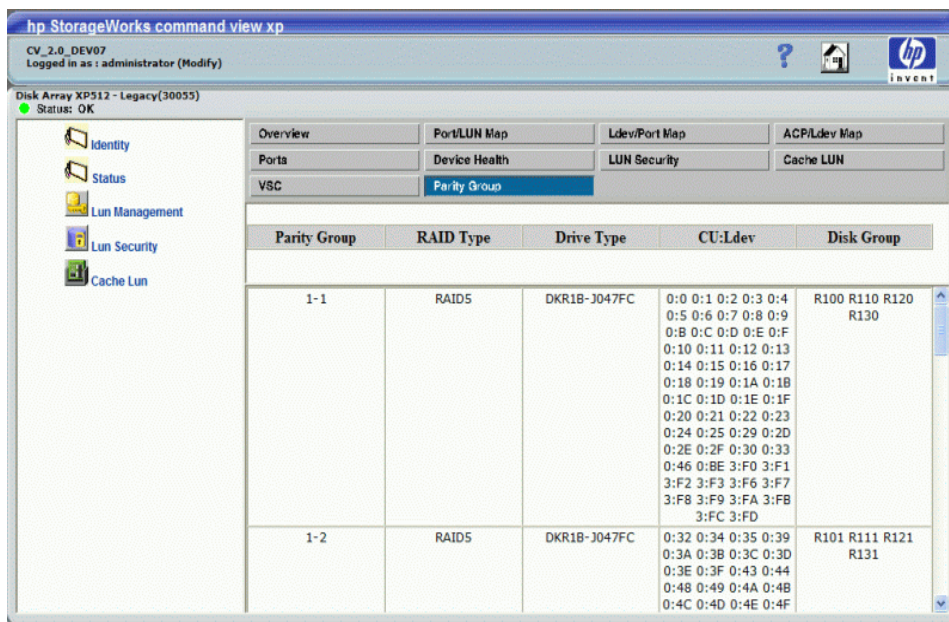 hp StorageWorks command view xp
CV_2.0_DEV07
Logged in as : administrator (Modify)
?
hp
invent
Disk Array XP512 - Legacy(30055)
Status: OK
Identity
Status
Lun Management
Lun Security
Cache Lun
Overview Port/LUN Map Ldev/Port Map ACP/Ldev Map
Ports Device Health LUN Security Cache LUN
VSC Parity Group
Parity Group RAID Type Drive Type CU:Ldev Disk Group
1-1 RAID5 DKR1B-J047FC 0:0 0:1 0:2 0:3 0:4 R100 R110 R120
0:5 0:6 0:7 0:8 0:9 R130
0:B 0:C 0:D 0:E 0:F
0:10 0:11 0:12 0:13
0:14 0:15 0:16 0:17
0:18 0:19 0:1A 0:1B
0:1C 0:1D 0:1E 0:1F
0:20 0:21 0:22 0:23
0:24 0:25 0:29 0:2D
0:2E 0:2F 0:30 0:33
0:46 0:BE 3:F0 3:F1
3:F2 3:F3 3:F6 3:F7
3:F8 3:F9 3:FA 3:FB
3:FC 3:FD
1-2 RAID5 DKR1B-J047FC 0:32 0:34 0:35 0:39 R101 R111 R121
0:3A 0:3B 0:3C 0:3D R131
0:3E 0:3F 0:43 0:44
0:48 0:49 0:4A 0:4B
0:4C 0:4D 0:4E 0:4F